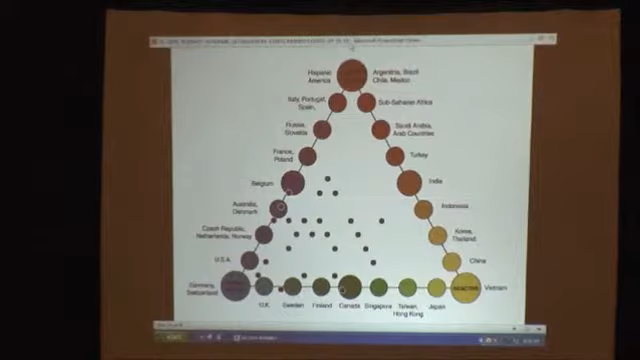 Hispanic
America
Argentina, Brazil
Chile, Mexico
Italy, Portugal,
Spain,
Sub-Saharan Africa
Russia,
Slovakia
Saudi Arabia,
Arab Countries
France,
Poland
Turkey
Belgium
India
Australia,
Denmark
Indonesia
Czech Republic,
Netherlands, Norway
Korea,
Thailand
U.S.A.
China
Germany,
Switzerland
REACTIVE
Vietnam
U.K.
Sweden
Finland
Canada
Singapore
Taiwan,
Hong Kong
Japan